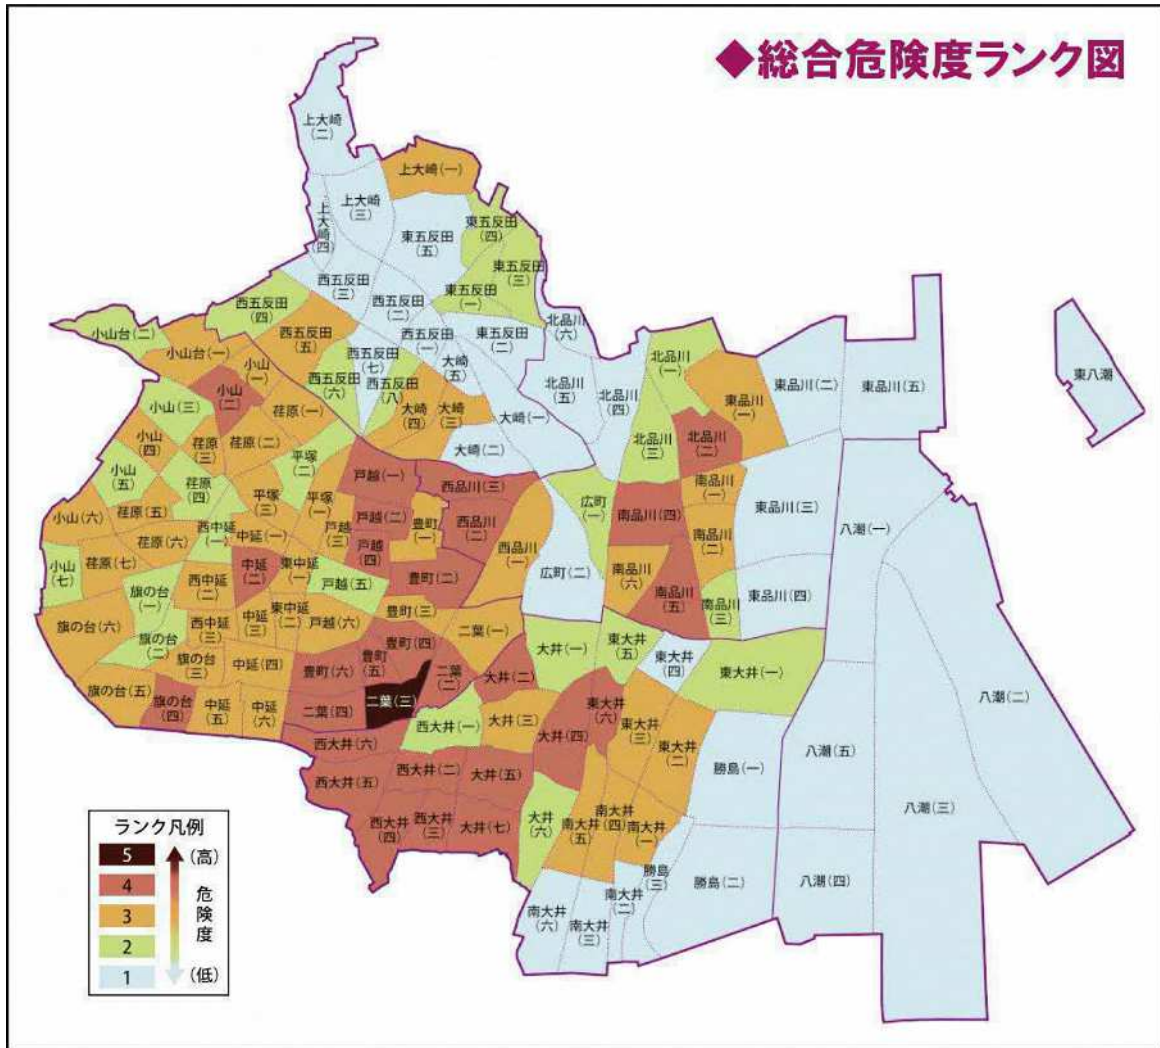 ◆総合危険度ランク図
上大崎
(二)
上大崎(一)
上大崎
(三)
上大崎(四)
東五反田
(四)
東五反田
(五)
東五反田
(三)
西五反田
(三)
東五反田
(一)
西五反田
(二)
西五反田
(四)
小山台(二)
西五反田
(五)
西五反田
(一)
東五反田
(二)
北品川
(六)
小山台(一)
小山
(一)
西五反田
(七)
西五反田
(六)
西五反田
(八)
大崎
(五)
北品川
(一)
東品川(二)
東品川(五)
東八潮
小山
(二)
小山(三)
荏原(一)
大崎
(四)
大崎
(三)
大崎(一)
北品川
(五)
北品川
(四)
東品川
(一)
小山
(四)
荏原
(三)
荏原(二)
大崎(二)
北品川
(三)
北品川
(二)
小山
(五)
荏原
(四)
平塚
(二)
戸越(一)
西品川(三)
南品川
(一)
小山(六)
荏原(五)
平塚
(三)
平塚
(一)
戸越(二)
豊町
(一)
西品川
(二)
広町
(一)
南品川(四)
東品川(三)
八潮(一)
荏原(六)
西中延
(一)
中延(一)
戸越
(三)
戸越
(四)
西品川
(一)
南品川
(二)
小山
(七)
荏原(七)
中延
(二)
東中延
(一)
戸越(五)
豊町(二)
広町(二)
南品川
(六)
南品川
(五)
旗の台
(一)
西中延
(二)
南品川
(三)
東品川(四)
旗の台(六)
西中延
(三)
中延
(三)
東中延
(二)
戸越(六)
豊町(三)
二葉(一)
旗の台
(二)
豊町(四)
大井(一)
東大井
(五)
東大井
(四)
東大井(一)
旗の台
(三)
中延(四)
豊町(六)
豊町
(五)
二葉
(二)
大井(二)
八潮(二)
旗の台(五)
旗の台
(四)
中延
(五)
中延
(六)
二葉(四)
二葉(三)
西大井(一)
大井(三)
大井(四)
東大井
(六)
東大井
(三)
東大井
(二)
西大井(六)
西大井(五)
西大井(二)
大井(五)
勝島(一)
八潮(五)
八潮(三)
西大井
(四)
西大井
(三)
大井(七)
大井
(六)
南大井
(五)
南大井
(四)
南大井
(一)
勝島
(三)
勝島(二)
八潮(四)
南大井
(二)
南大井
(六)
南大井
(三)
ランク凡例
5
(高)
4
3
2
1
(低)
危険度